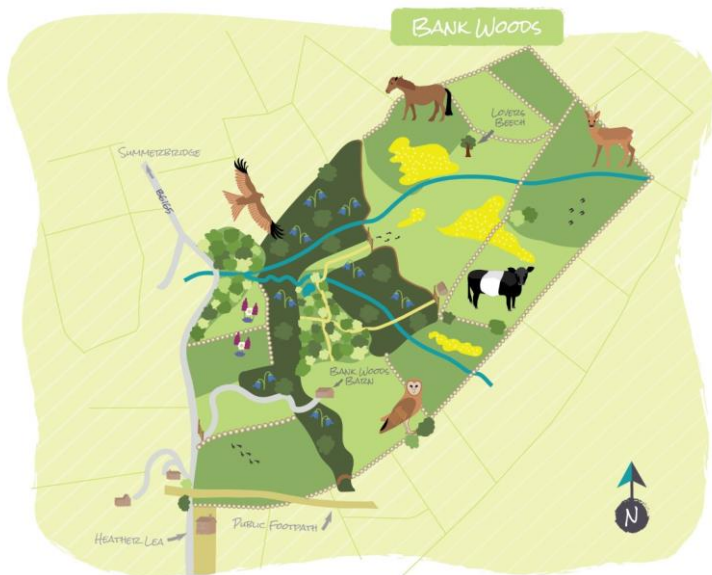 BANK WOODS
LOVERS
BEECH
SUMMERBRIDGE
B6165
BANK WOODS
BARN
PUBLIC FOOTPATH
HEATHER LEA
N